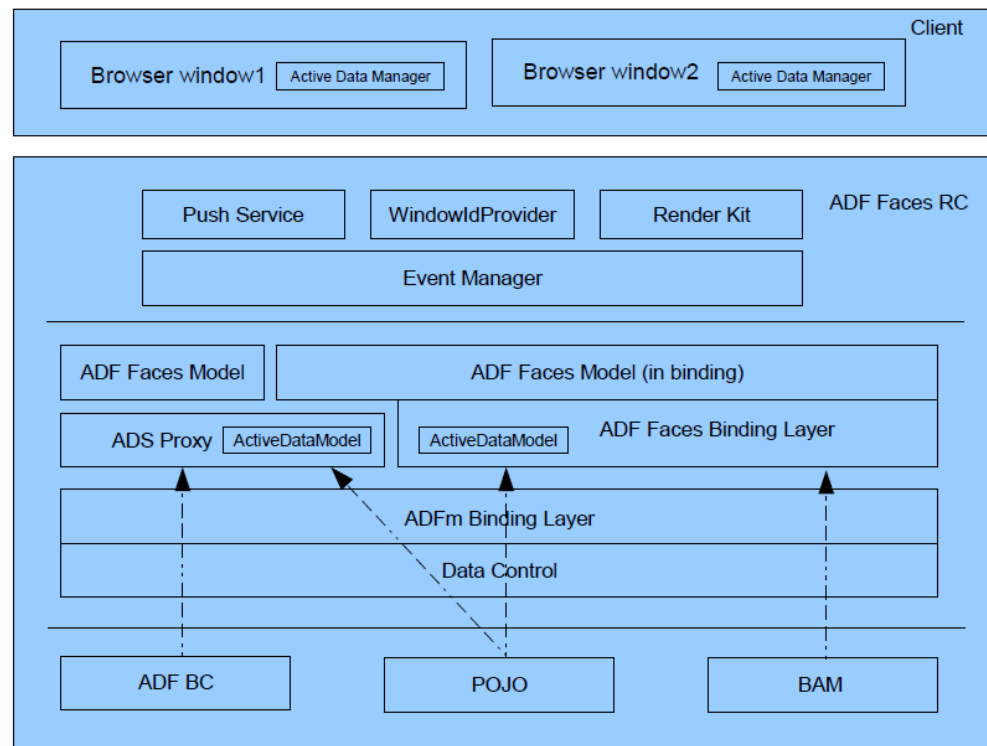 Client
Browser window1
Active Data Manager
Browser window2
Active Data Manager
ADF Faces RC
Push Service
WindowIdProvider
Render Kit
Event Manager
ADF Faces Model
ADF Faces Model (in binding)
ADS Proxy
ActiveDataModel
ActiveDataModel
ADF Faces Binding Layer
ADFm Binding Layer
Data Control
ADF BC
POJO
BAM